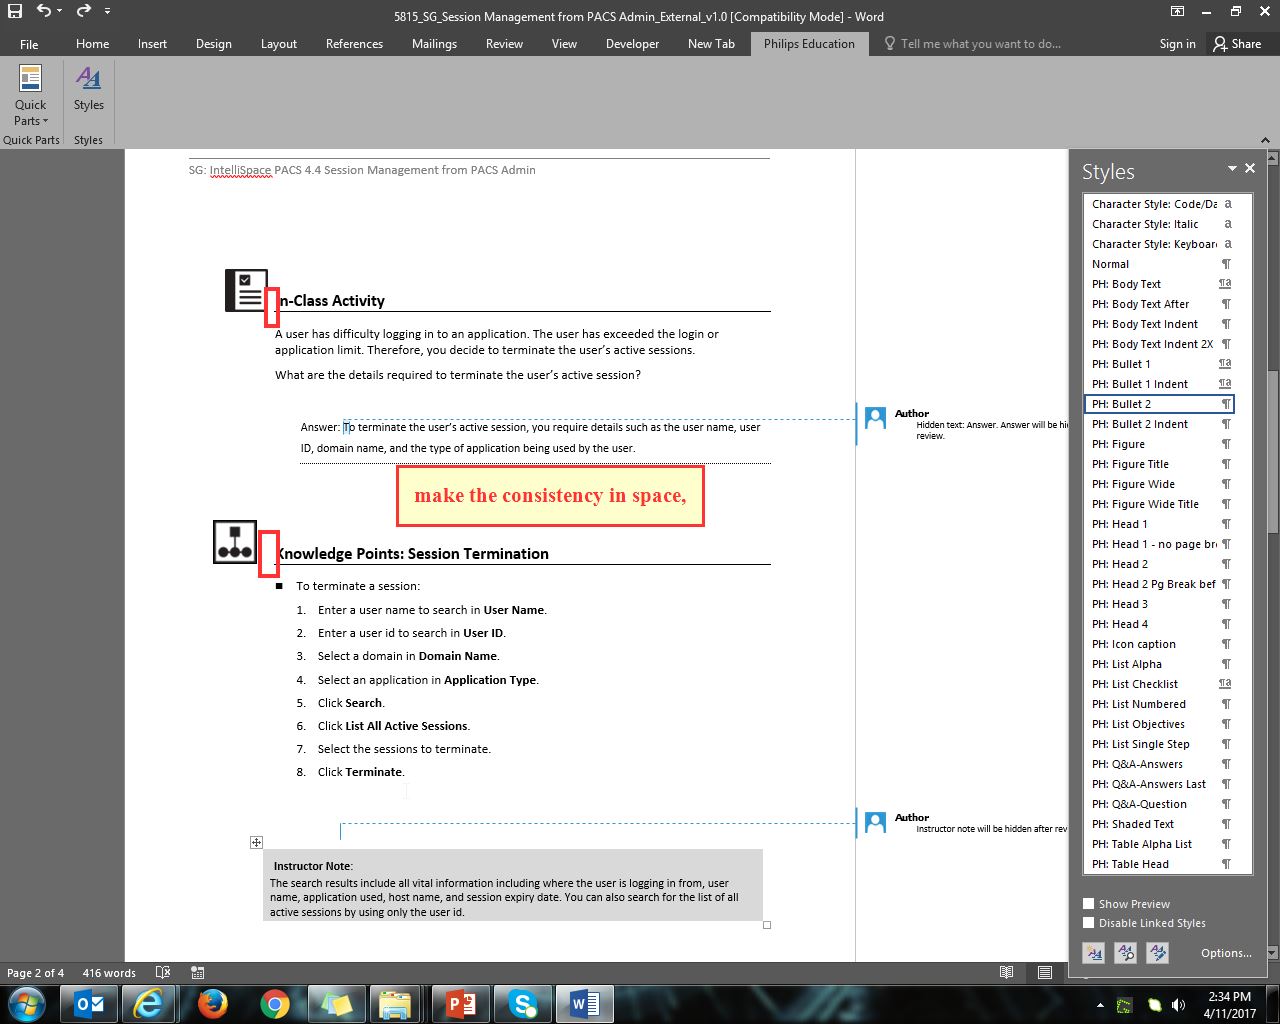 5815_SG_Session Management from PACS Admin_External_v1.0 [Compatibility Mode] - Word
File Home Insert Design Layout References Mailings Review View Developer New Tab Philips Education Tell me what you want to do... Sign in Share
Quick Parts
Styles
Quick Parts Styles
SG: IntelliSpace PACS 4.4 Session Management from PACS Admin
n-Class Activity
A user has difficulty logging in to an application. The user has exceeded the login or
application limit. Therefore, you decide to terminate the user’s active sessions.
What are the details required to terminate the user’s active session?
Answer: To terminate the user’s active session, you require details such as the user name, user
ID, domain name, and the type of application being used by the user.
make the consistency in space,
Knowledge Points: Session Termination
To terminate a session:
1. Enter a user name to search in User Name.
2. Enter a user id to search in User ID.
3. Select a domain in Domain Name.
4. Select an application in Application Type.
5. Click Search.
6. Click List All Active Sessions.
7. Select the sessions to terminate.
8. Click Terminate.
Instructor Note:
The search results include all vital information including where the user is logging in from, user
name, application used, host name, and session expiry date. You can also search for the list of all
active sessions by using only the user id.
Author
Hidden text: Answer. Answer will be hi
review.
Author
Instructor note will be hidden after rev
Styles
Character Style: Code/Da a
Character Style: Italic a
Character Style: Keyboar a
Normal ¶
PH: Body Text ¶a
PH: Body Text After ¶
PH: Body Text Indent ¶
PH: Body Text Indent 2X ¶
PH: Bullet 1 ¶a
PH: Bullet 1 Indent ¶a
PH: Bullet 2 ¶
PH: Bullet 2 Indent ¶
PH: Figure ¶
PH: Figure Title ¶
PH: Figure Wide ¶
PH: Figure Wide Title ¶
PH: Head 1 ¶
PH: Head 1 - no page br ¶
PH: Head 2 ¶
PH: Head 2 Pg Break bef ¶
PH: Head 3 ¶
PH: Head 4 ¶
PH: Icon caption ¶
PH: List Alpha ¶
PH: List Checklist ¶a
PH: List Numbered ¶
PH: List Objectives ¶
PH: List Single Step ¶
PH: Q&A-Answers ¶
PH: Q&A-Answers Last ¶
PH: Q&A-Question ¶
PH: Shaded Text ¶
PH: Table Alpha List ¶
PH: Table Head ¶
Show Preview
Disable Linked Styles
Options...
Page 2 of 4 416 words
2:34 PM
4/11/2017